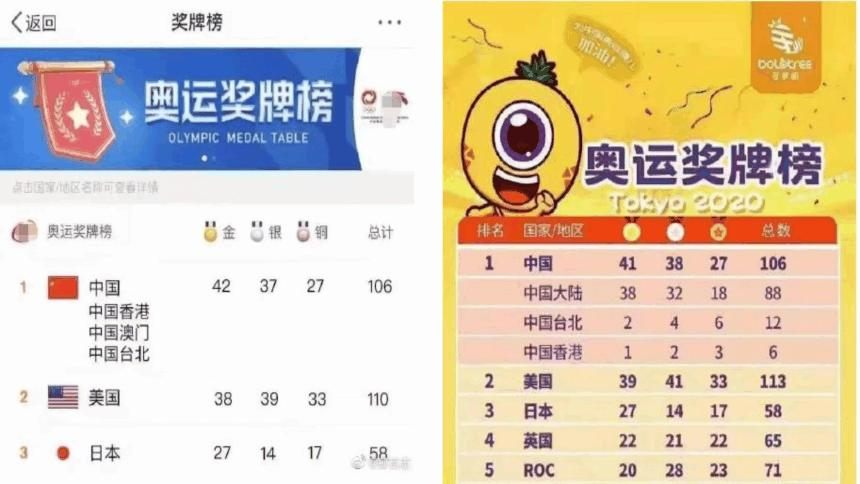 返回
奖牌榜
奥运奖牌榜
OLYMPIC MEDAL TABLE
点击国家/地区名称可查看详情
奥运奖牌榜 金 银 铜 总计
1 中国 42 37 27 106
中国香港
中国澳门
中国台北
2 美国 38 39 33 110
3 日本 27 14 17 58
加油!
奥运奖牌榜
Tokyo 2020
排名 国家/地区 总数
1 中国 41 38 27 106
中国大陆 38 32 18 88
中国台北 2 4 6 12
中国香港 1 2 3 6
2 美国 39 41 33 113
3 日本 27 14 17 58
4 英国 22 21 22 65
5 ROC 20 28 23 71